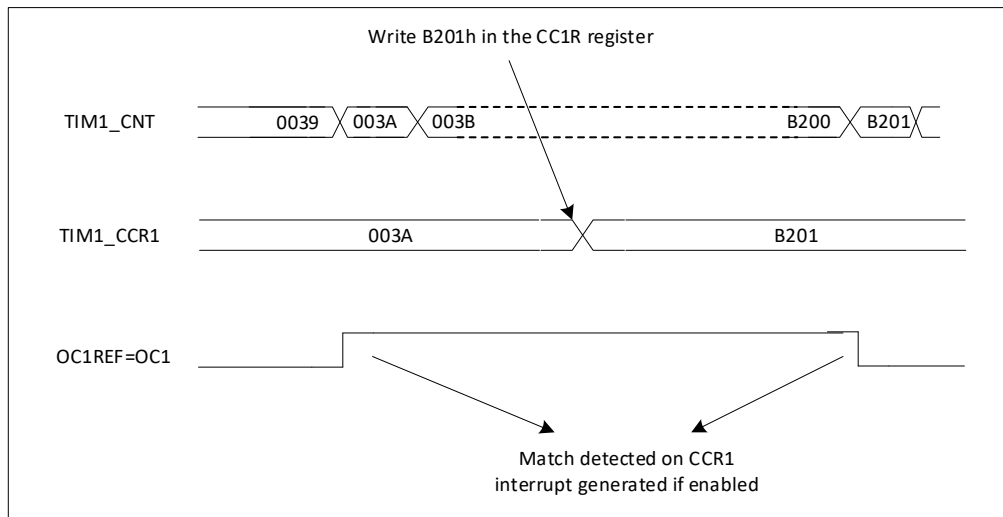 Write B201h in the CC1R register
TIM1_CNT
0039
003A
003B
B200
B201
TIM1_CCR1
003A
B201
OC1REF=OC1
Match detected on CCR1
interrupt generated if enabled